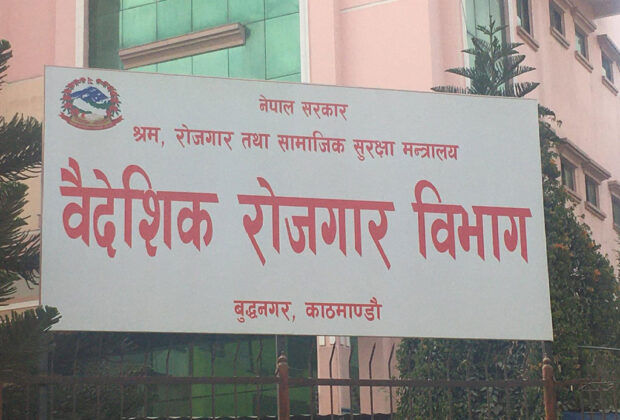 नेपाल सरकार
श्रम, रोजगार तथा सामाजिक सुरक्षा मन्त्रालय
वैदेशिक रोजगार विभाग
बुद्धनगर, काठमाण्डौ